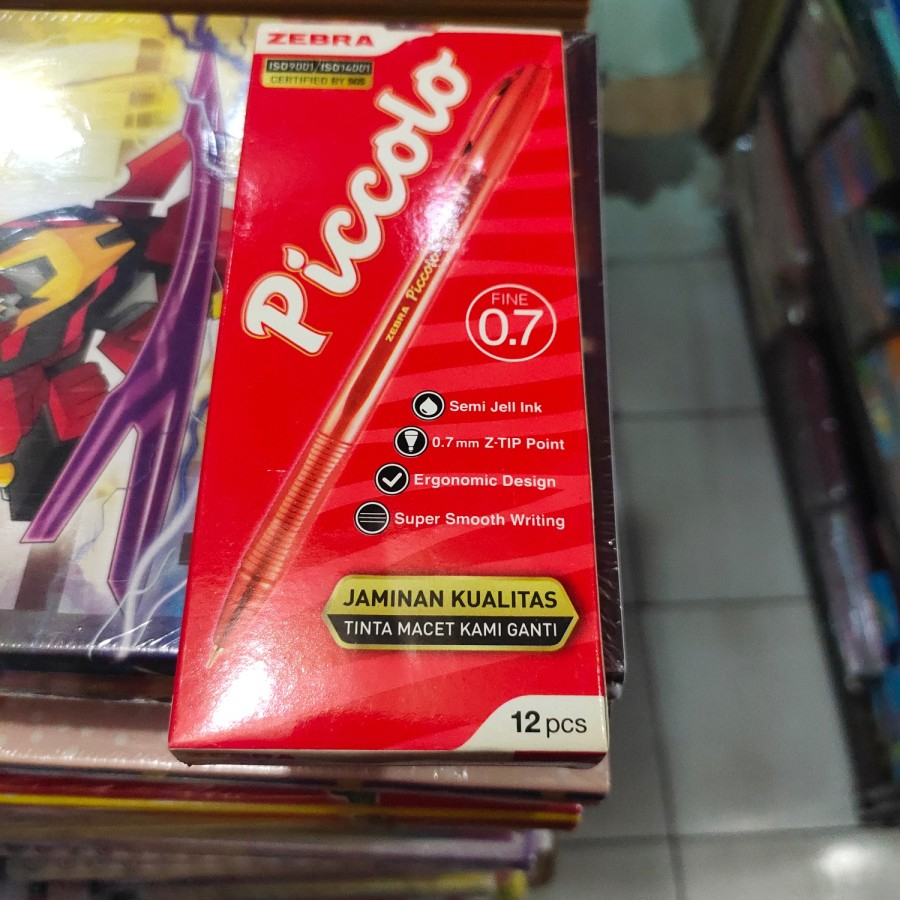 ZEBRA
ISO9001/ISO14001
CERTIFIED BY SGS
Piccolo
ZEBRA Piccolo
FINE
0.7
Semi Jell Ink
0.7mm Z-TIP Point
Ergonomic Design
Super Smooth Writing
JAMINAN KUALITAS
TINTA MACET KAMI GANTI
12 pcs